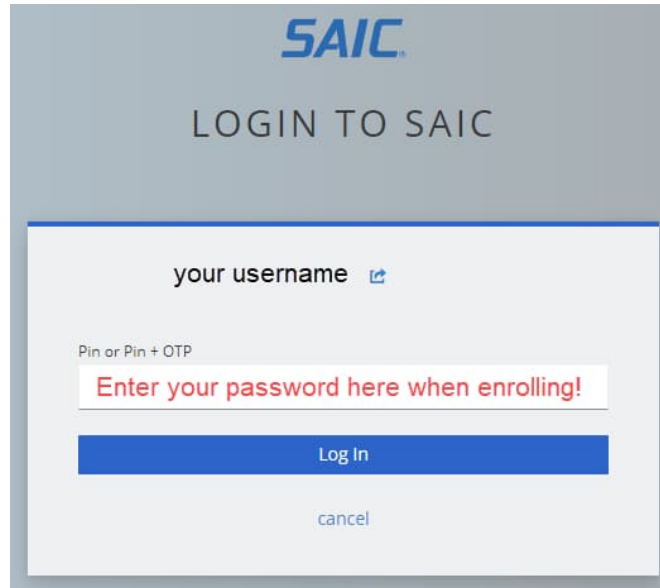 SAIC®
LOGIN TO SAIC
your username
Pin or Pin + OTP
Enter your password here when enrolling!
Log In
cancel